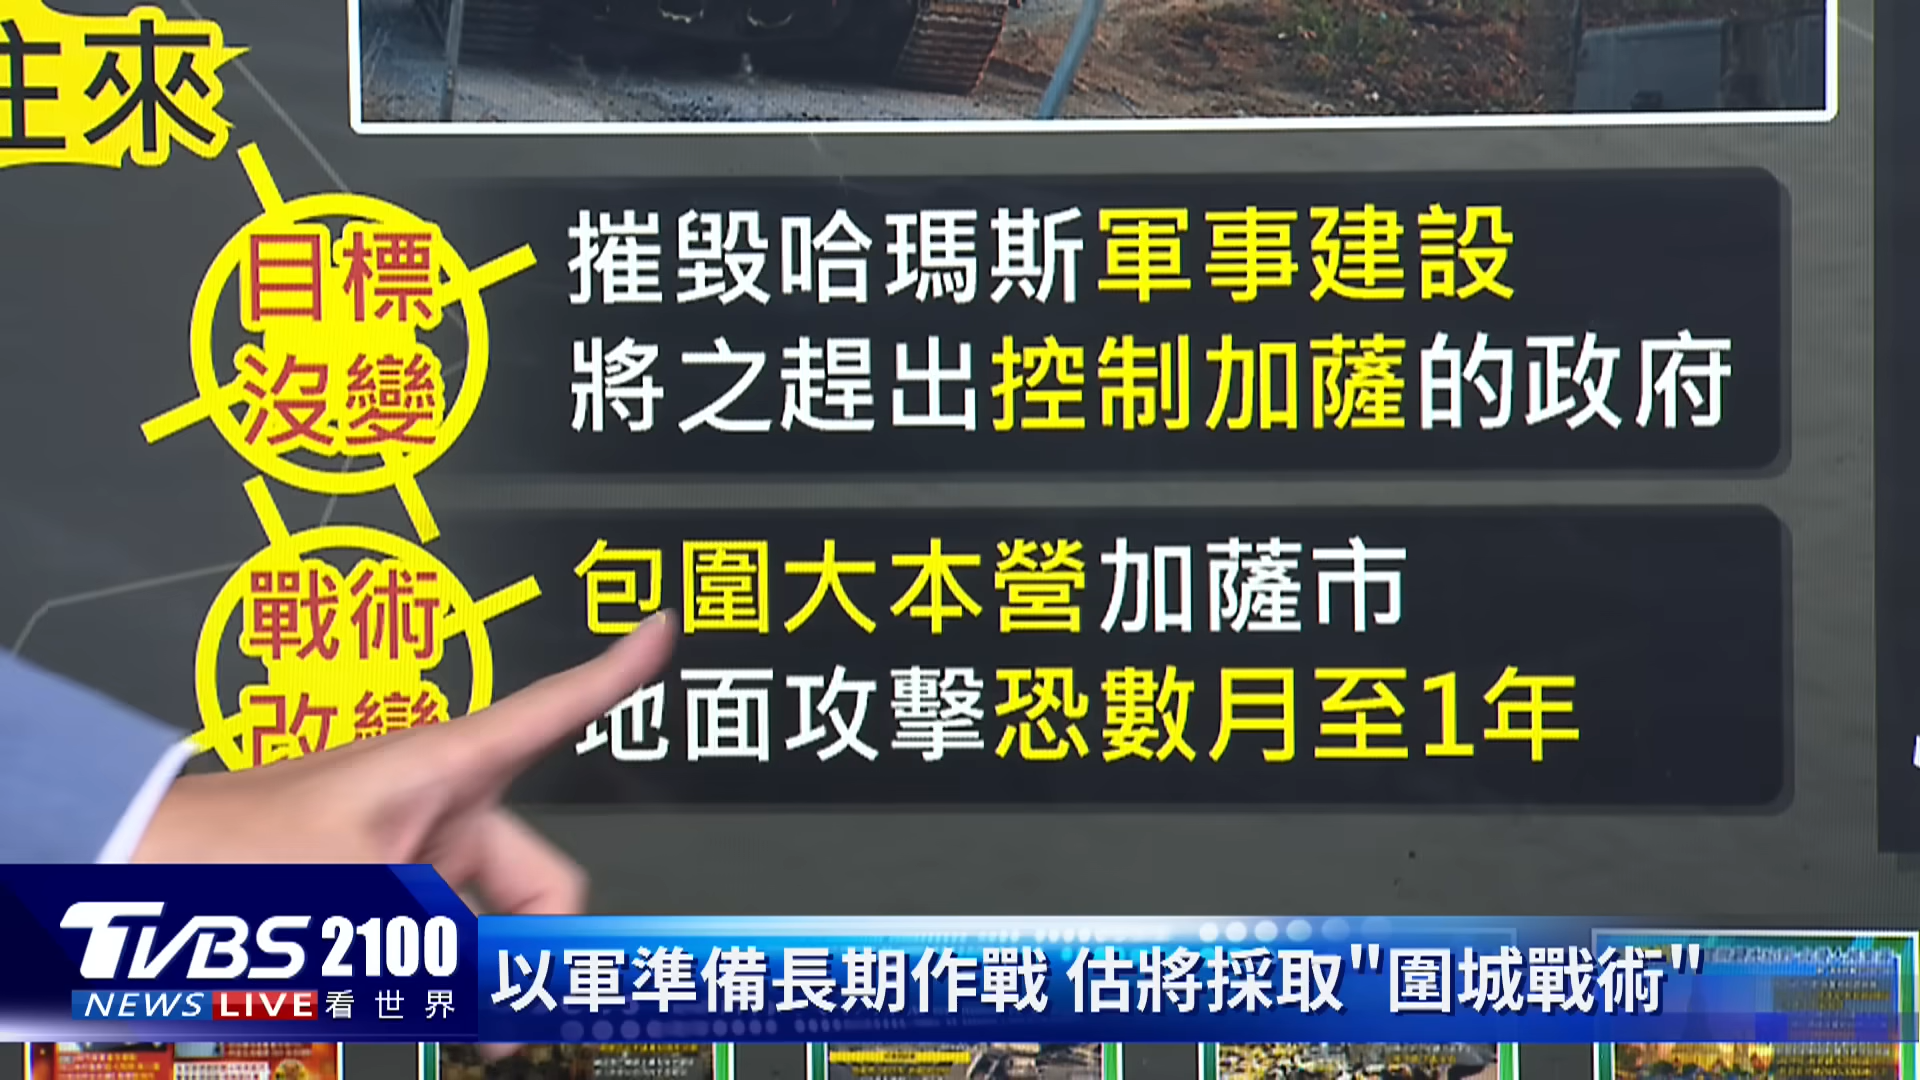 往來
目標
沒變
摧毀哈瑪斯軍事建設
將之趕出控制加薩的政府
戰術
改變
包圍大本營加薩市
地面攻擊恐數月至1年
TVBS 2100
NEWS LIVE 看世界
以軍準備長期作戰 估將採取"圍城戰術"